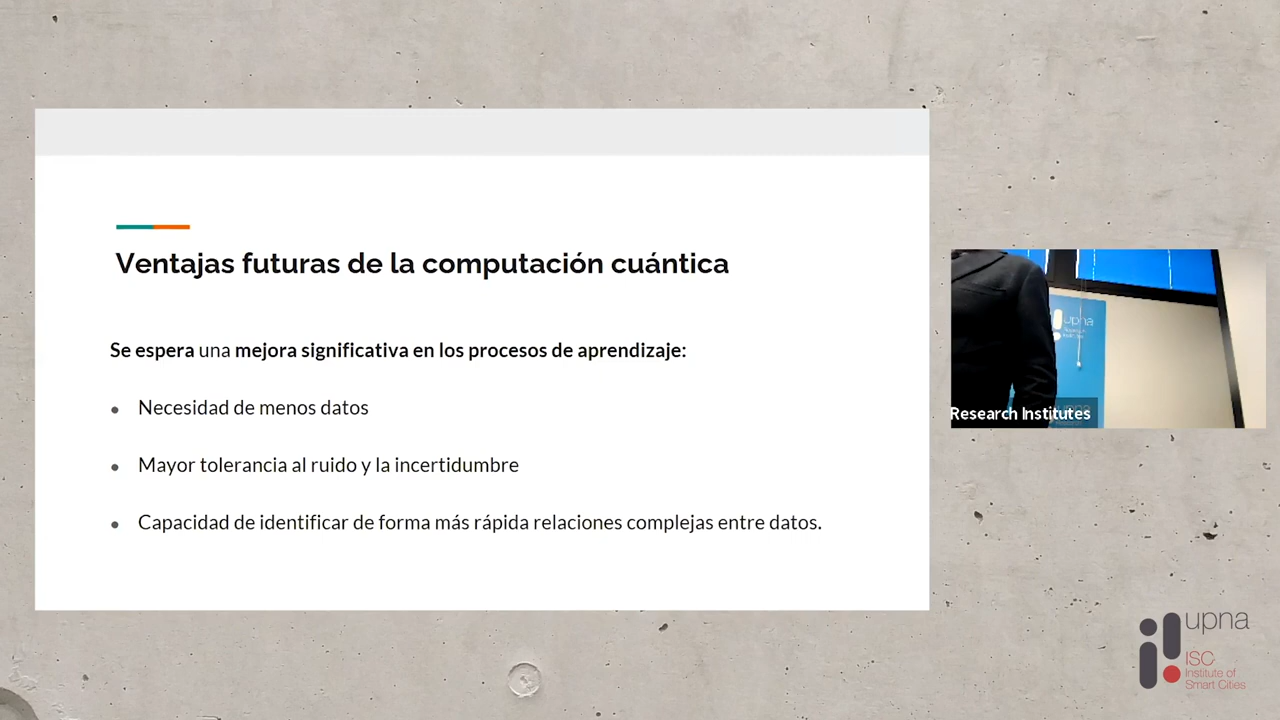 Ventajas futuras de la computación cuántica
Se espera una mejora significativa en los procesos de aprendizaje:
Necesidad de menos datos
Mayor tolerancia al ruido y la incertidumbre
Capacidad de identificar de forma más rápida relaciones complejas entre datos.
upna
Research Institutes
upna
ISC
Institute of
Smart Cities